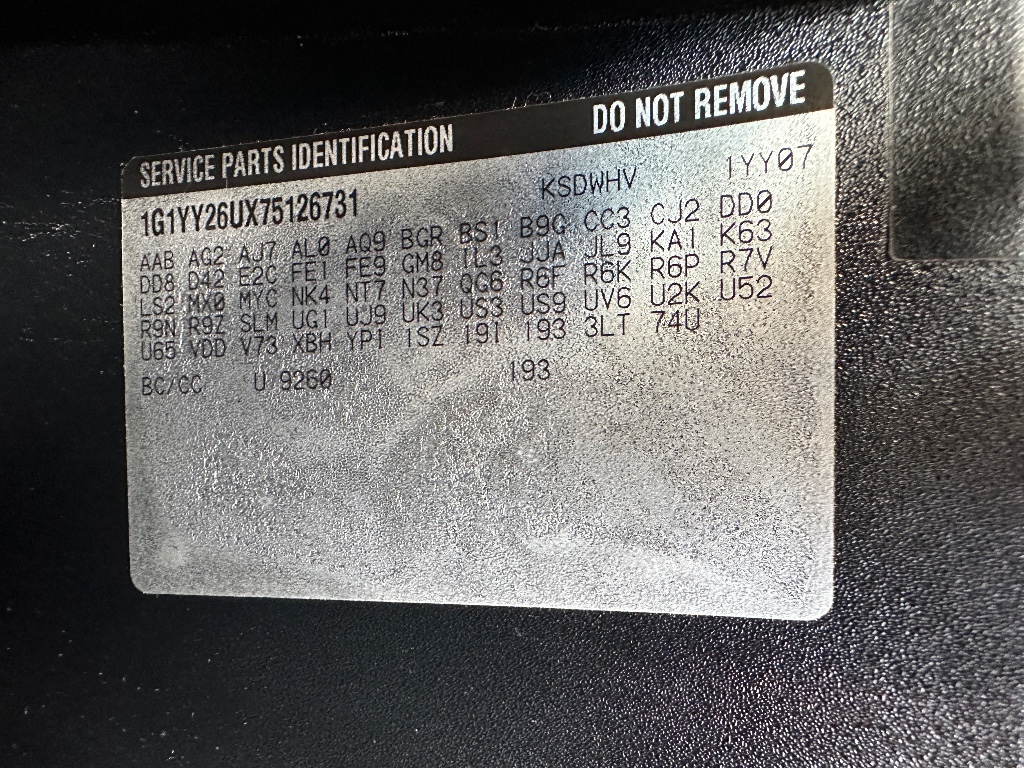 SERVICE PARTS IDENTIFICATION DO NOT REMOVE
1G1YY26UX75126731 KSDWHV 1YY07
AAB AG2 AJ7 AL0 AQ9 BGR BS1 B9G CC3 CJ2 DD0
DD8 D42 E2C FE1 FE9 GM8 IL3 JJA JL9 KA1 K63
LS2 MX0 MYC NK4 NT7 N37 QG6 R6F R6K R6P R7V
R9N R9Z SLM UG1 UJ9 UK3 US3 US9 UV6 U2K U52
U65 VDD V73 XBH YP1 1SZ 191 193 3LT 74U
BC/CC U 9260 193